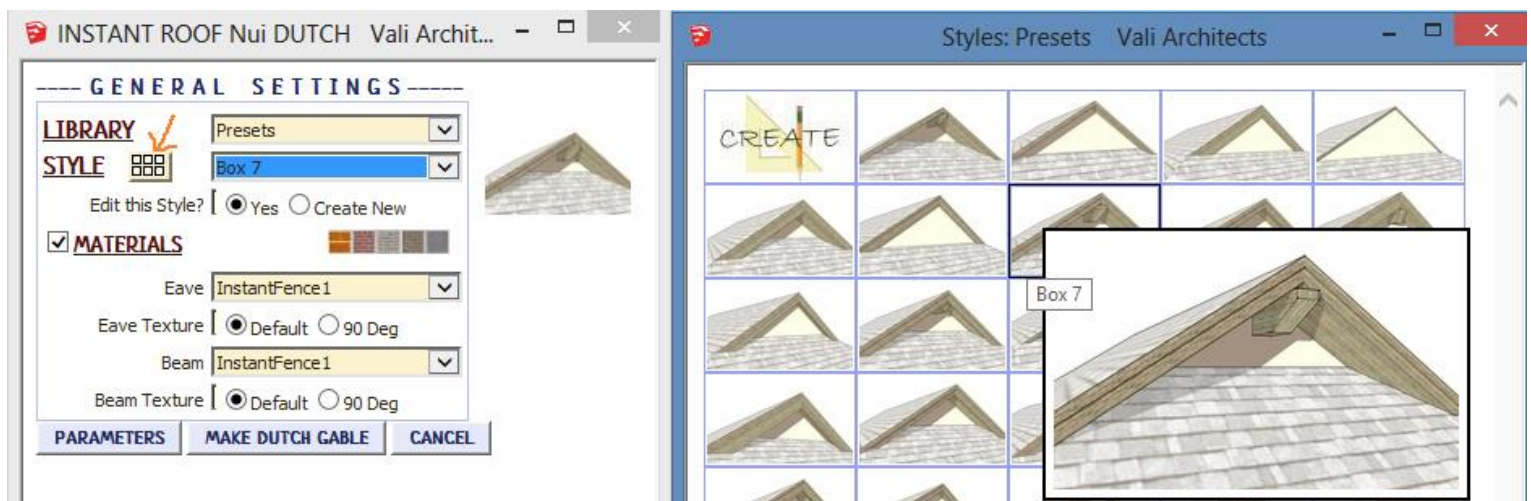 INSTANT ROOF Nui DUTCH Vali Archit...
---- GENERAL SETTINGS-----
LIBRARY Presets
STYLE Box 7
Edit this Style? Yes Create New
MATERIALS
Eave InstantFence1
Eave Texture Default 90 Deg
Beam InstantFence1
Beam Texture Default 90 Deg
PARAMETERS MAKE DUTCH GABLE CANCEL
Styles: Presets Vali Architects
CREATE
Box 7